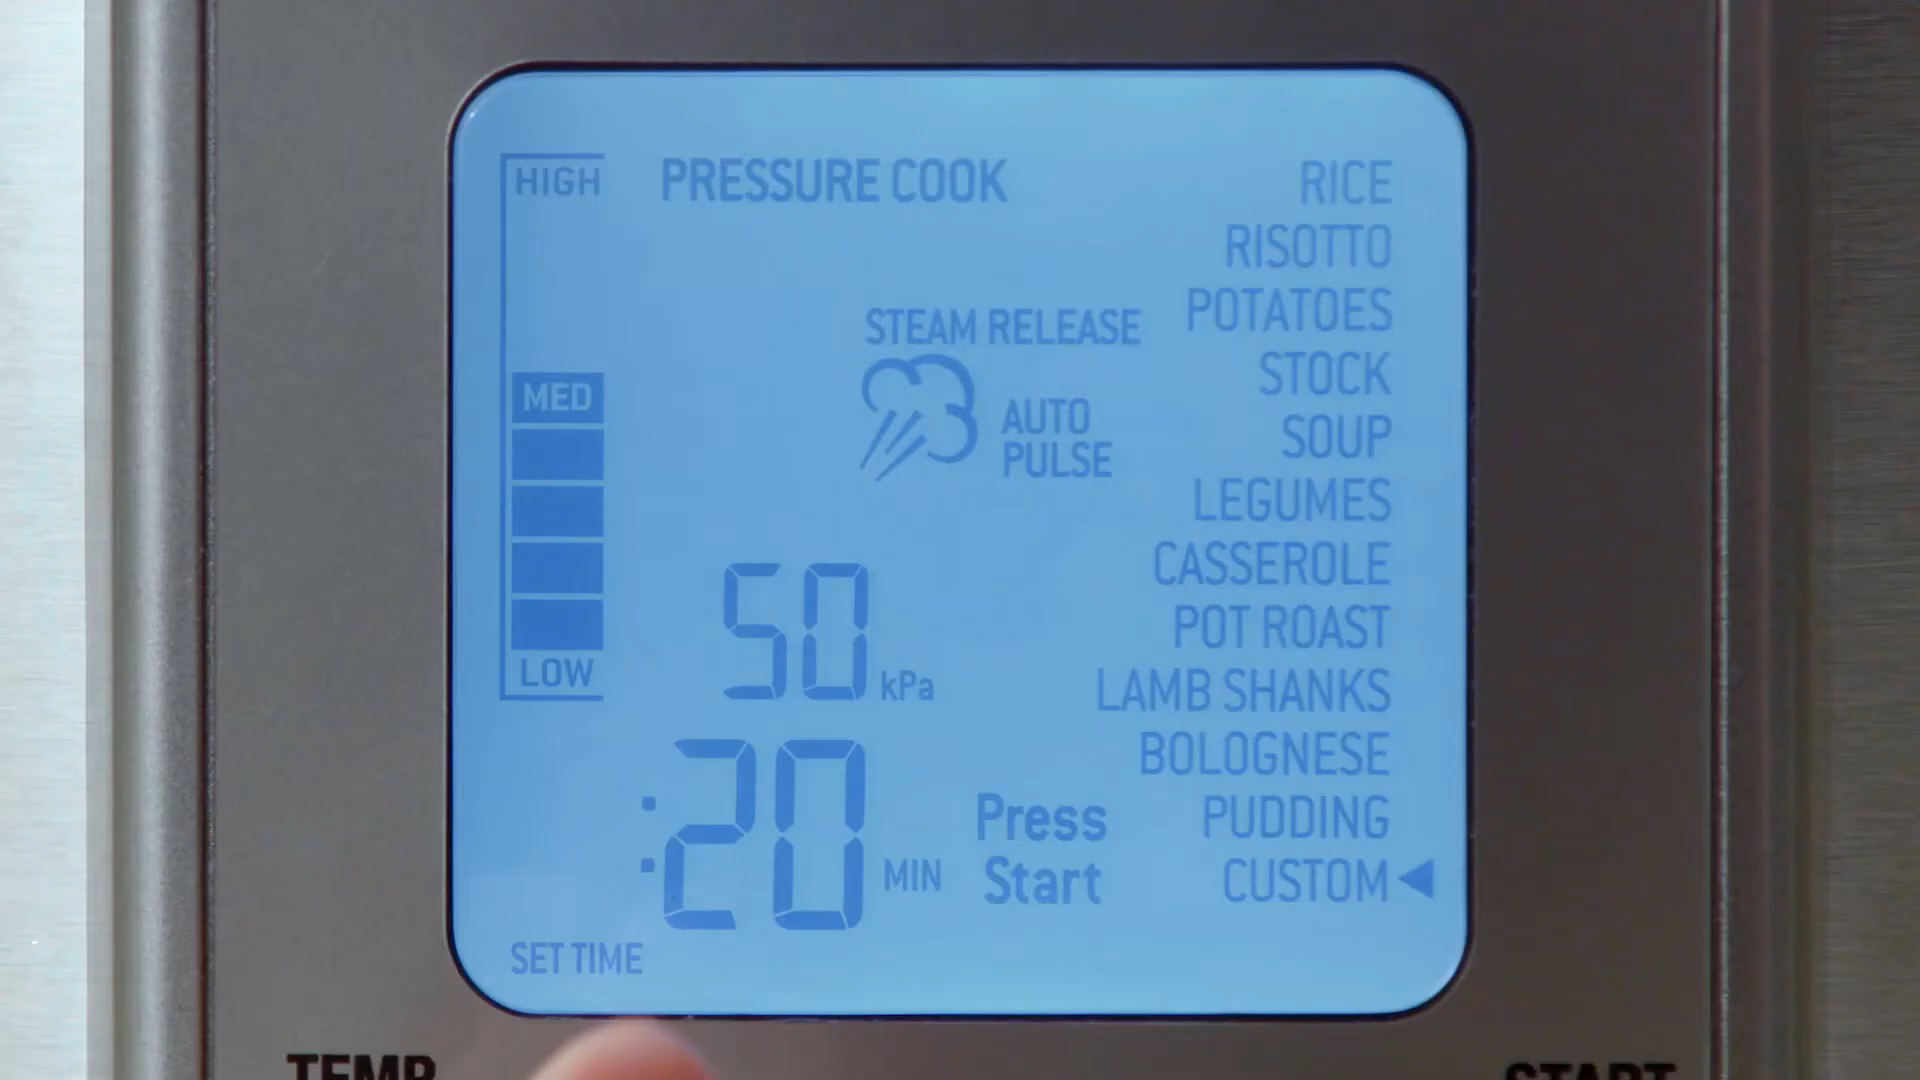 HIGH
PRESSURE COOK
RICE
RISOTTO
STEAM RELEASE
POTATOES
STOCK
MED
AUTO
PULSE
SOUP
LEGUMES
CASSEROLE
50 kPa
POT ROAST
LOW
LAMB SHANKS
BOLOGNESE
:20 MIN
Press
Start
PUDDING
CUSTOM ◀
SET TIME
TEMP
START